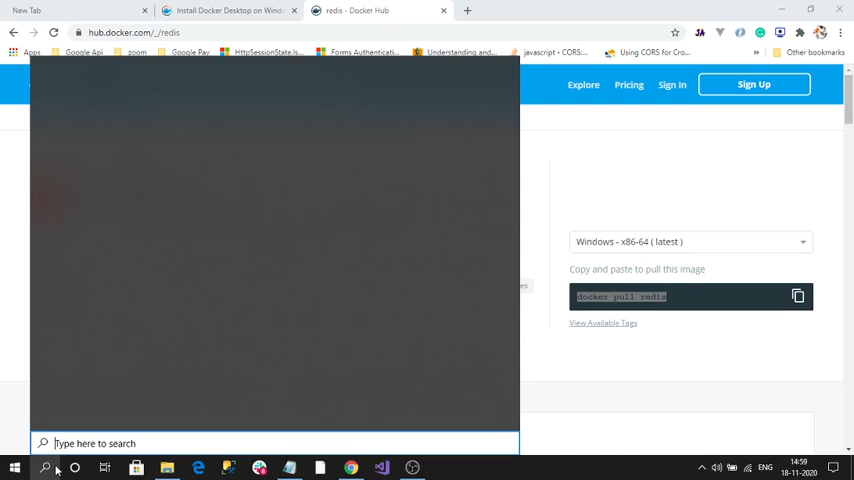 New Tab
Install Docker Desktop on Windo
redis - Docker Hub
hub.docker.com/_/redis
Apps
Google Api
zoom
Google Pay
HttpSessionState.Is
Forms Authenticati...
Understanding and...
javascript - CORS:
Using CORS for Cro...
Other bookmarks
Explore
Pricing
Sign In
Sign Up
Windows - x86-64 ( latest )
Copy and paste to pull this image
es
docker pull redis
View Available Tags
Type here to search
ENG
14:59
18-11-2020